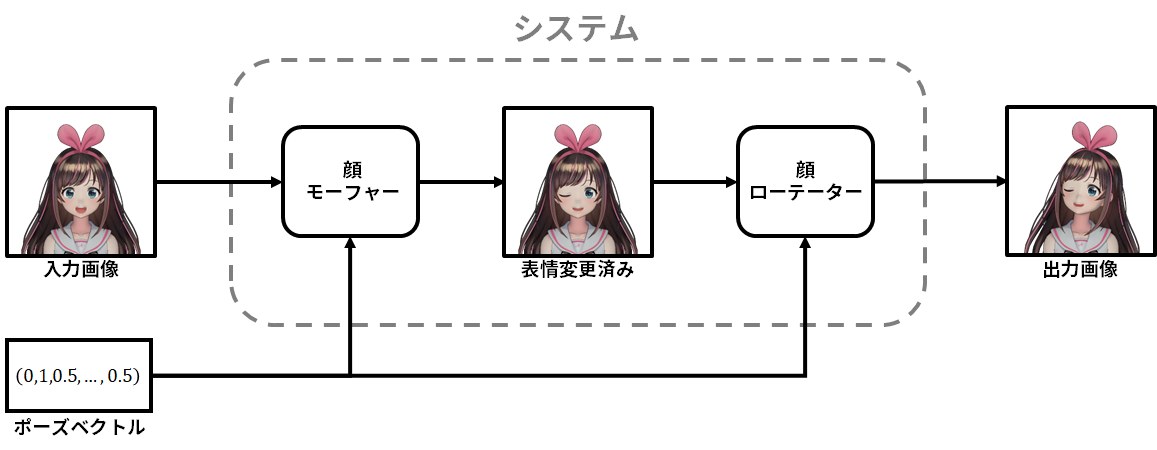 システム
顔
モーファー
顔
ローテーター
入力画像
表情変更済み
出力画像
(0,1,0.5, ... , 0.5)
ポーズベクトル